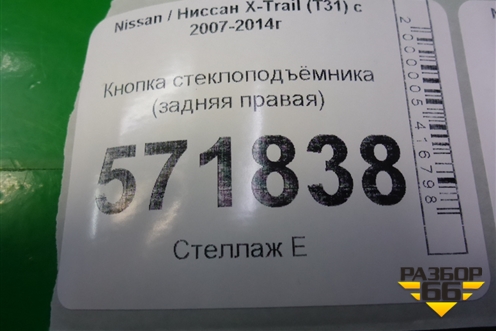 Nissan / Ниссан X-Trail (T31) с
2007-2014г
Кнопка стеклоподъёмника
(задняя правая)
571838
Стеллаж Е
2000005416798
РАЗБОР
66